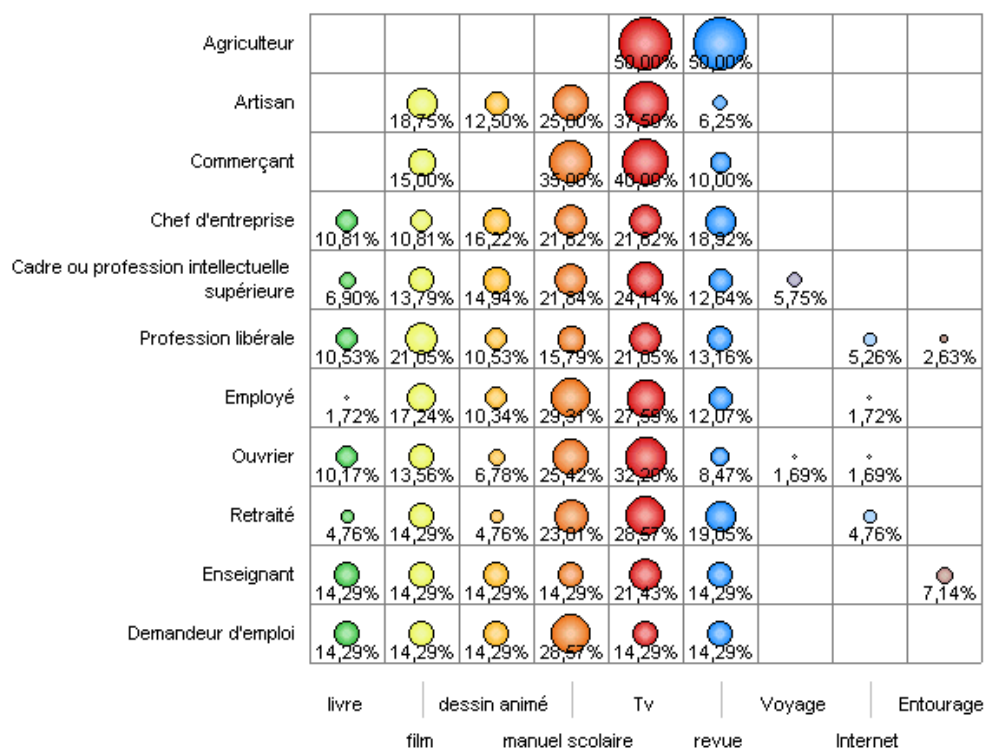 Agriculteur
50,00% 50,00%
Artisan
18,75% 12,50% 25,00% 37,50% 6,25%
Commerçant
15,00% 35,00% 40,00% 10,00%
Chef d'entreprise
10,81% 10,81% 16,22% 21,62% 21,62% 18,92%
Cadre ou profession intellectuelle
supérieure
6,90% 13,79% 14,94% 21,84% 24,14% 12,64% 5,75%
Profession libérale
10,53% 21,05% 10,53% 15,79% 21,05% 13,16% 5,26% 2,63%
Employé
1,72% 17,24% 10,34% 29,31% 27,59% 12,07% 1,72%
Ouvrier
10,17% 13,56% 6,78% 25,42% 32,20% 8,47% 1,69% 1,69%
Retraité
4,76% 14,29% 4,76% 28,57% 19,05% 4,76%
Enseignant
14,29% 14,29% 14,29% 14,29% 21,43% 14,29% 7,14%
Demandeur d'emploi
14,29% 14,29% 14,29% 28,57% 14,29% 14,29%
livre dessin animé Tv Voyage Entourage
film manuel scolaire revue Internet